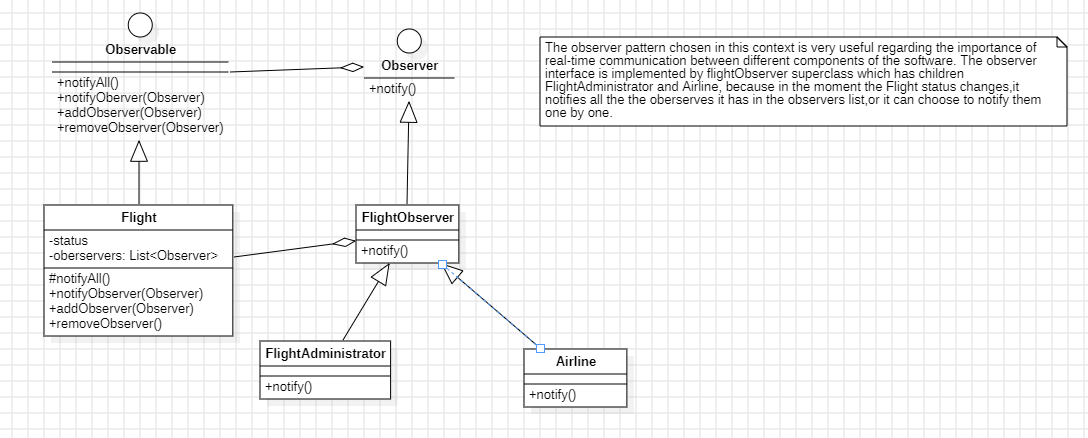 Observable
+notifyAll()
+notifyOberver(Observer)
+addObserver(Observer)
+removeObserver(Observer)
Observer
+notify()
The observer pattern chosen in this context is very useful regarding the importance of
real-time communication between different components of the software. The observer
interface is implemented by flightObserver superclass which has children
FlightAdministrator and Airline, because in the moment the Flight status changes,it
notifies all the the oberserves it has in the observers list,or it can choose to notify them
one by one.
Flight
-status
-oberservers: List<Observer>
#notifyAll()
+notifyObserver(Observer)
+addObserver(Observer)
+removeObserver()
FlightObserver
+notify()
FlightAdministrator
+notify()
Airline
+notify()